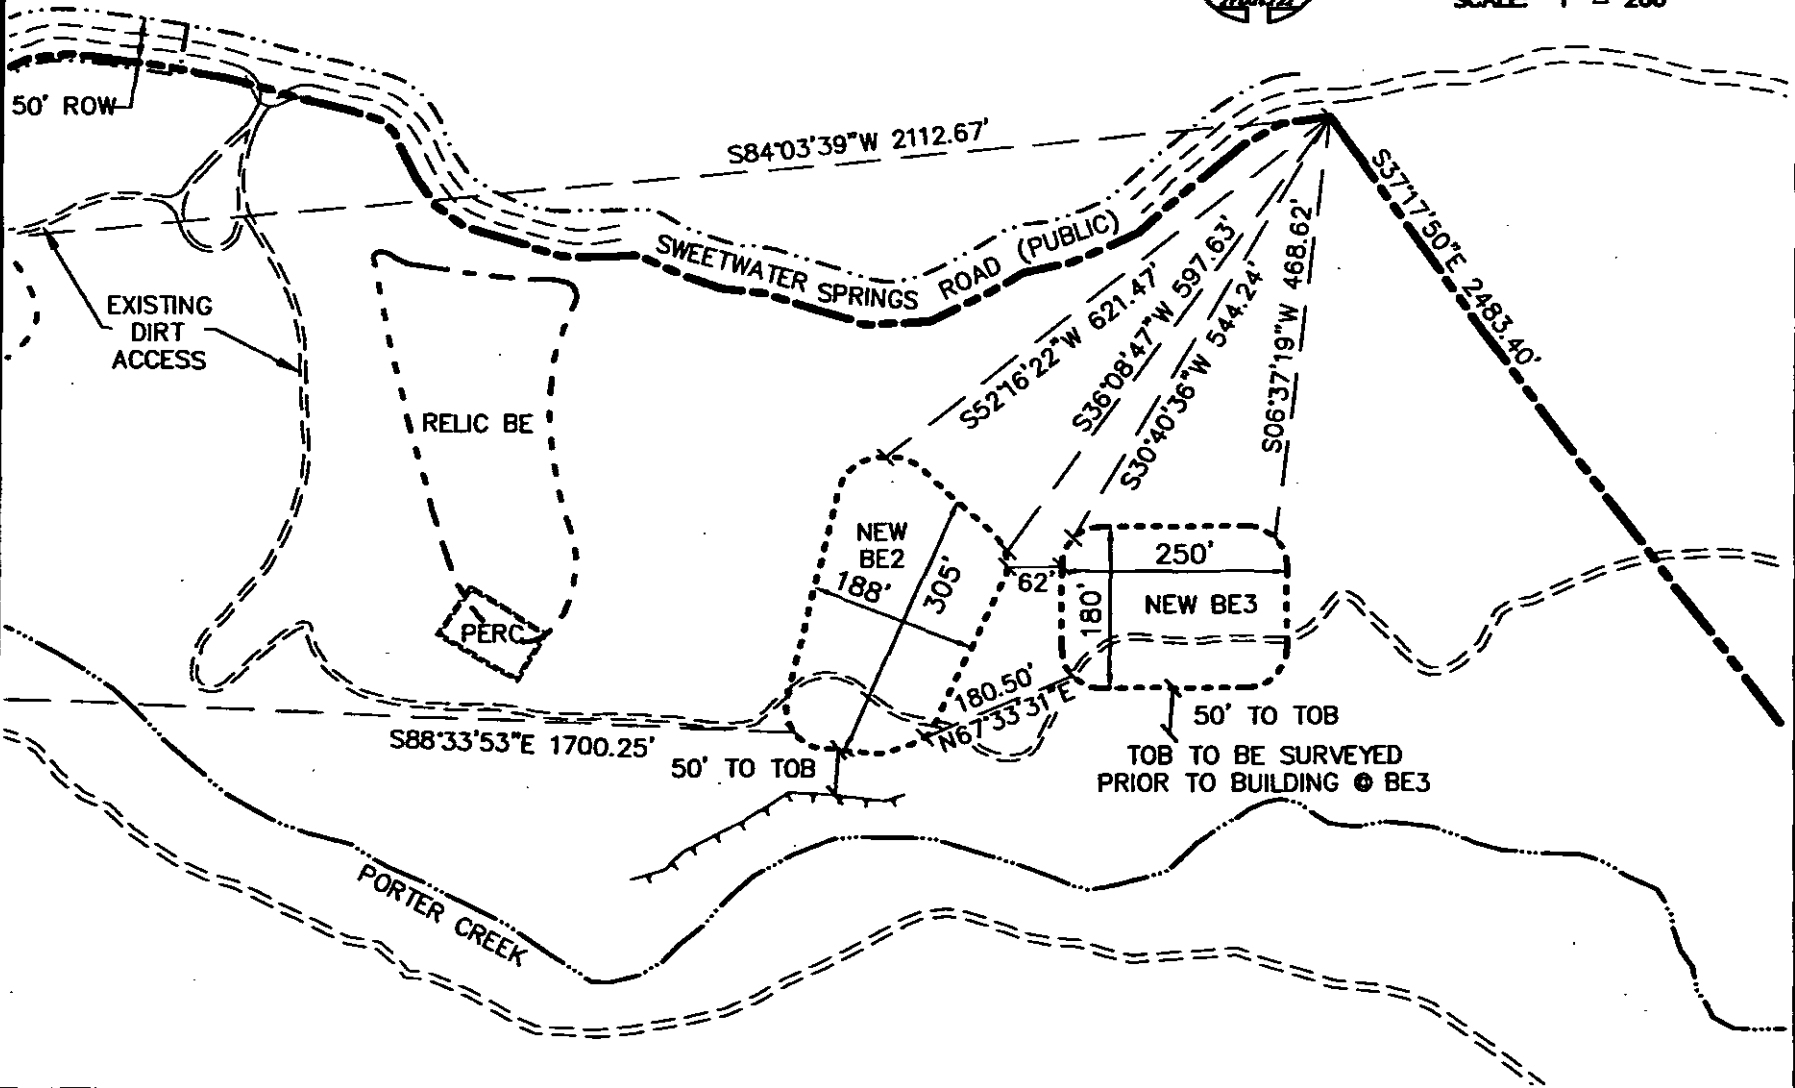 SCALE: 1" = 200'
50' ROW
S84°03'39"W 2112.67'
S37°17'50"E 2483.40'
SWEETWATER SPRINGS ROAD (PUBLIC)
S52°16'22"W 621.47'
S36°08'47"W 597.63'
S30°40'36"W 544.24'
S06°37'19"W 468.62'
EXISTING
DIRT
ACCESS
RELIC BE
NEW
BE2
188'
305'
62'
250'
180'
NEW BE3
PERC
180.50'
N67°33'31"E
S88°33'53"E 1700.25'
50' TO TOB
50' TO TOB
TOB TO BE SURVEYED
PRIOR TO BUILDING @ BE3
PORTER CREEK